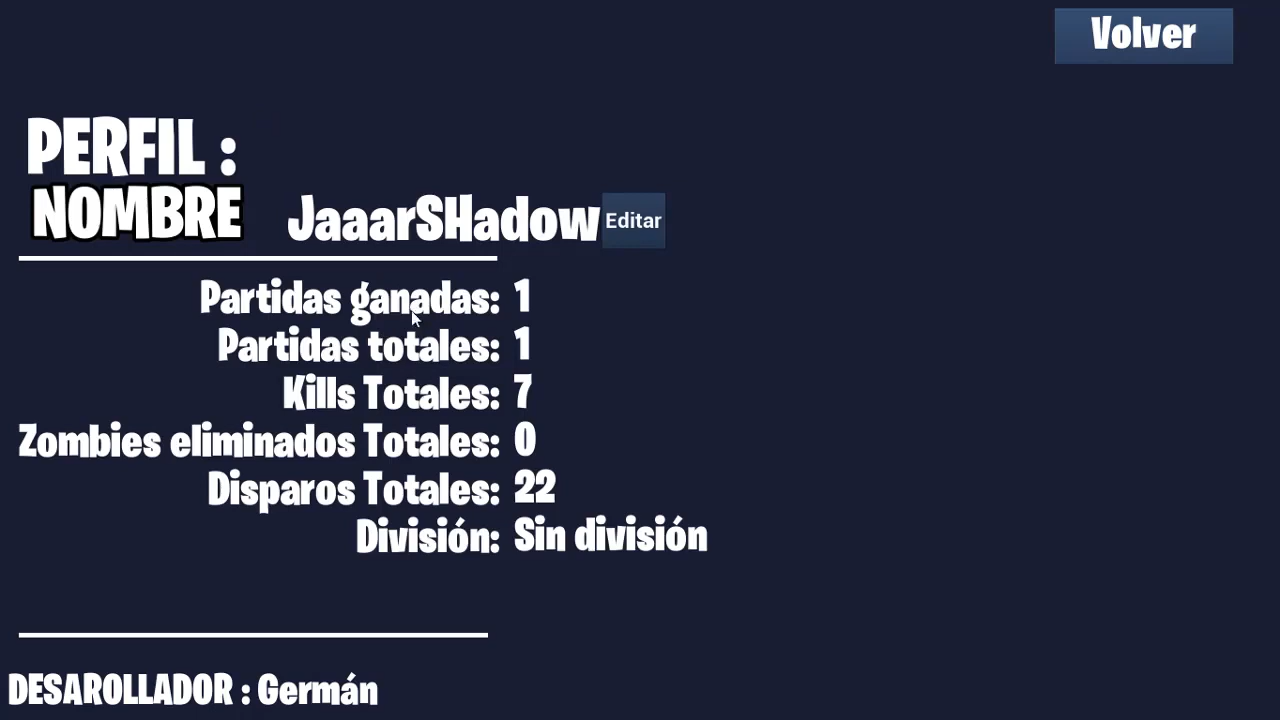 Volver
PERFIL :
NOMBRE JaaarSHadow Editar
Partidas ganadas: 1
Partidas totales: 1
Kills Totales: 7
Zombies eliminados Totales: 0
Disparos Totales: 22
División: Sin división
DESAROLLADOR : Germán